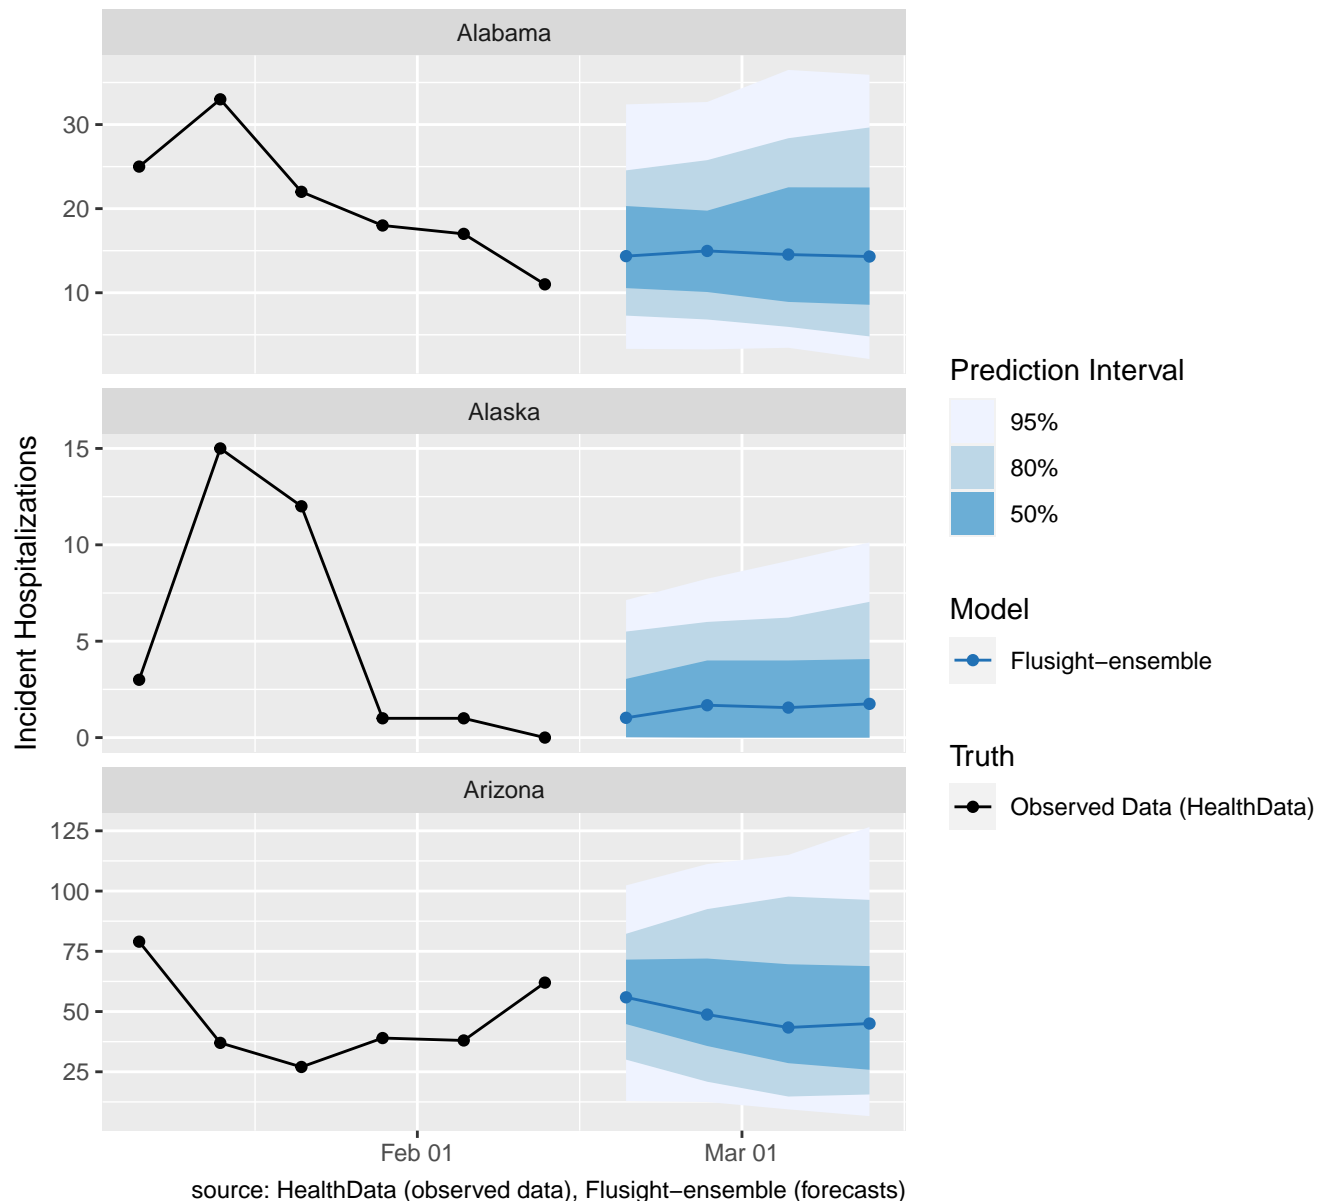 Alabama
30
20
10
Alaska
15
10
5
0
Arizona
125
100
75
50
25
Feb 01
Mar 01
Incident Hospitalizations
source: HealthData (observed data), Flusight−ensemble (forecasts)
Prediction Interval
95%
80%
50%
Model
Flusight−ensemble
Truth
Observed Data (HealthData)